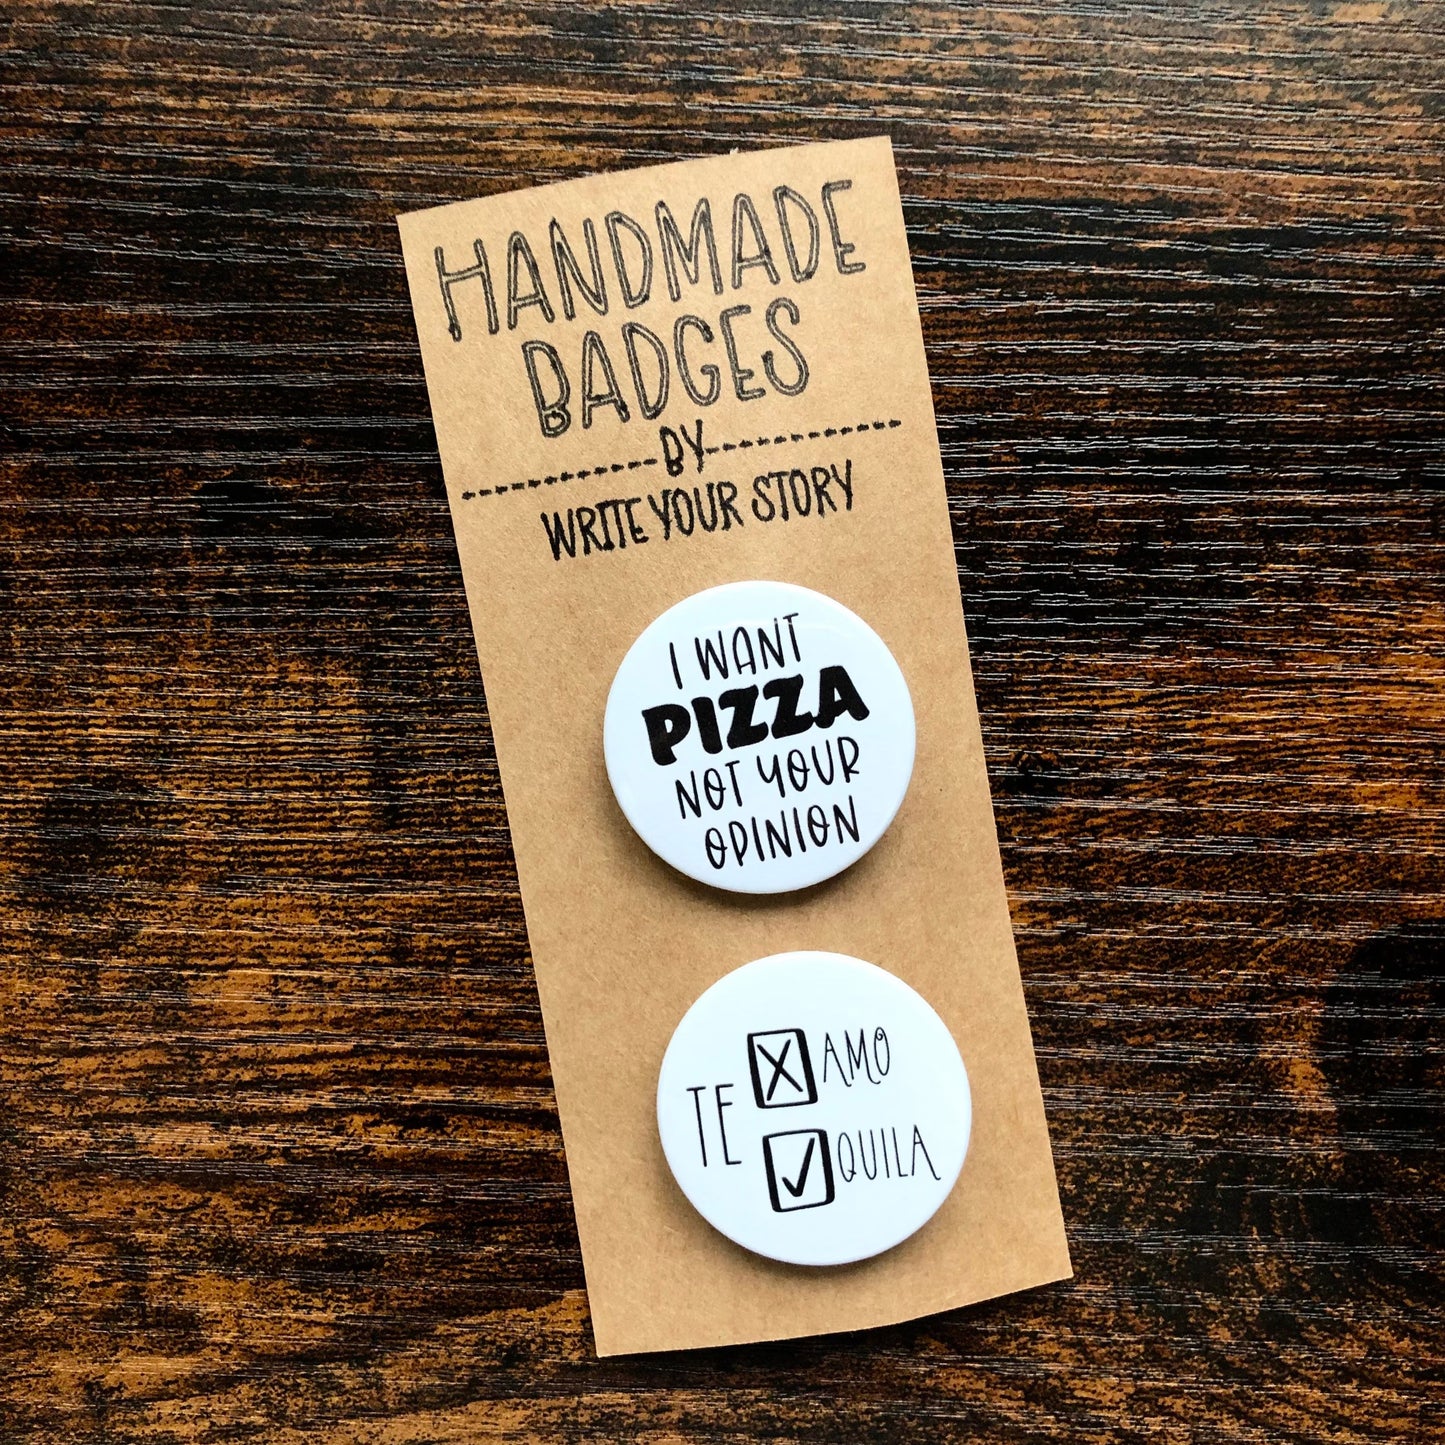 HANDMADE
BADGES
BY
WRITE YOUR STORY
I WANT
PIZZA
NOT YOUR
OPINION
TE
X AMO
✓ QUILA